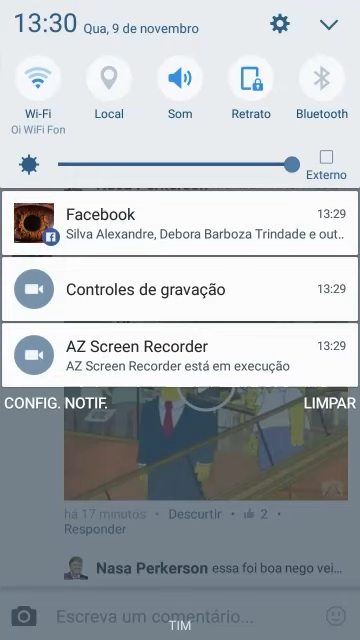 13:30 Qua, 9 de novembro
Wi-Fi Local Som Retrato Bluetooth
Oi WiFi Fon
Externo
Facebook 13:29
Silva Alexandre, Debora Barboza Trindade e out..
Controles de gravação 13:29
AZ Screen Recorder 13:29
AZ Screen Recorder está em execução
CONFIG. NOTIF. LIMPAR
há 17 minutos • Descurtir • 2 •
Responder
Nasa Perkerson essa foi boa nego vei...
Escreva um comentário...
TIM